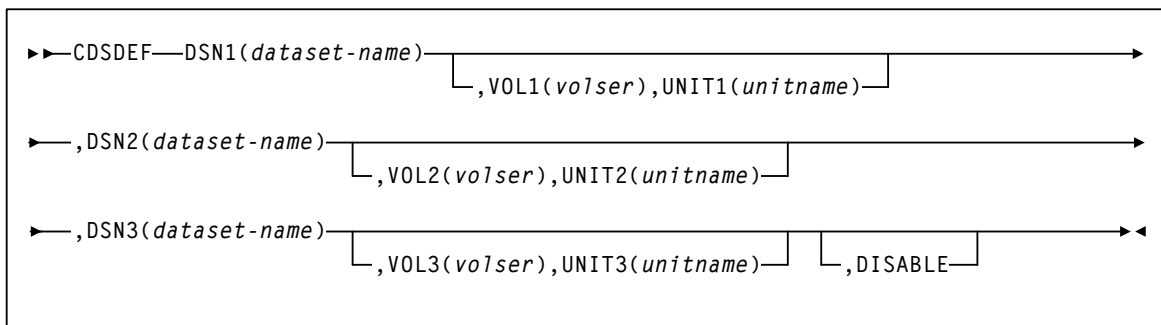 CDSDEF DSN1(dataset-name)
,VOL1(volser),UNIT1(unitname)
,DSN2(dataset-name)
,VOL2(volser),UNIT2(unitname)
,DSN3(dataset-name)
,VOL3(volser),UNIT3(unitname) ,DISABLE